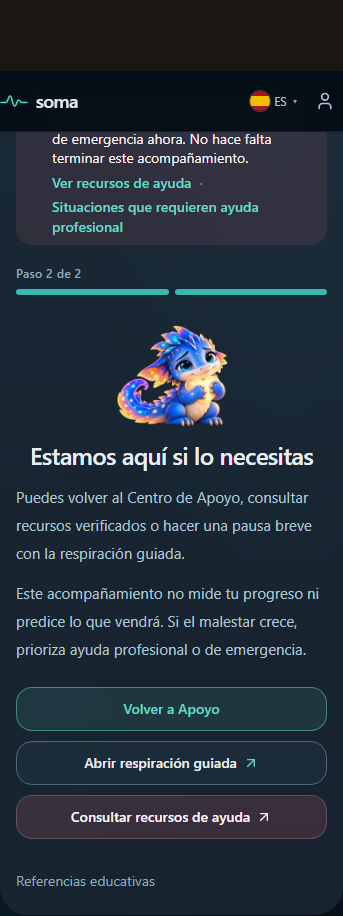 soma
ES
de emergencia ahora. No hace falta
terminar este acompañamiento.
Ver recursos de ayuda ·
Situaciones que requieren ayuda
profesional
Paso 2 de 2
Estamos aquí si lo necesitas
Puedes volver al Centro de Apoyo, consultar
recursos verificados o hacer una pausa breve
con la respiración guiada.
Este acompañamiento no mide tu progreso ni
predice lo que vendrá. Si el malestar crece,
prioriza ayuda profesional o de emergencia.
Volver a Apoyo
Abrir respiración guiada
Consultar recursos de ayuda
Referencias educativas